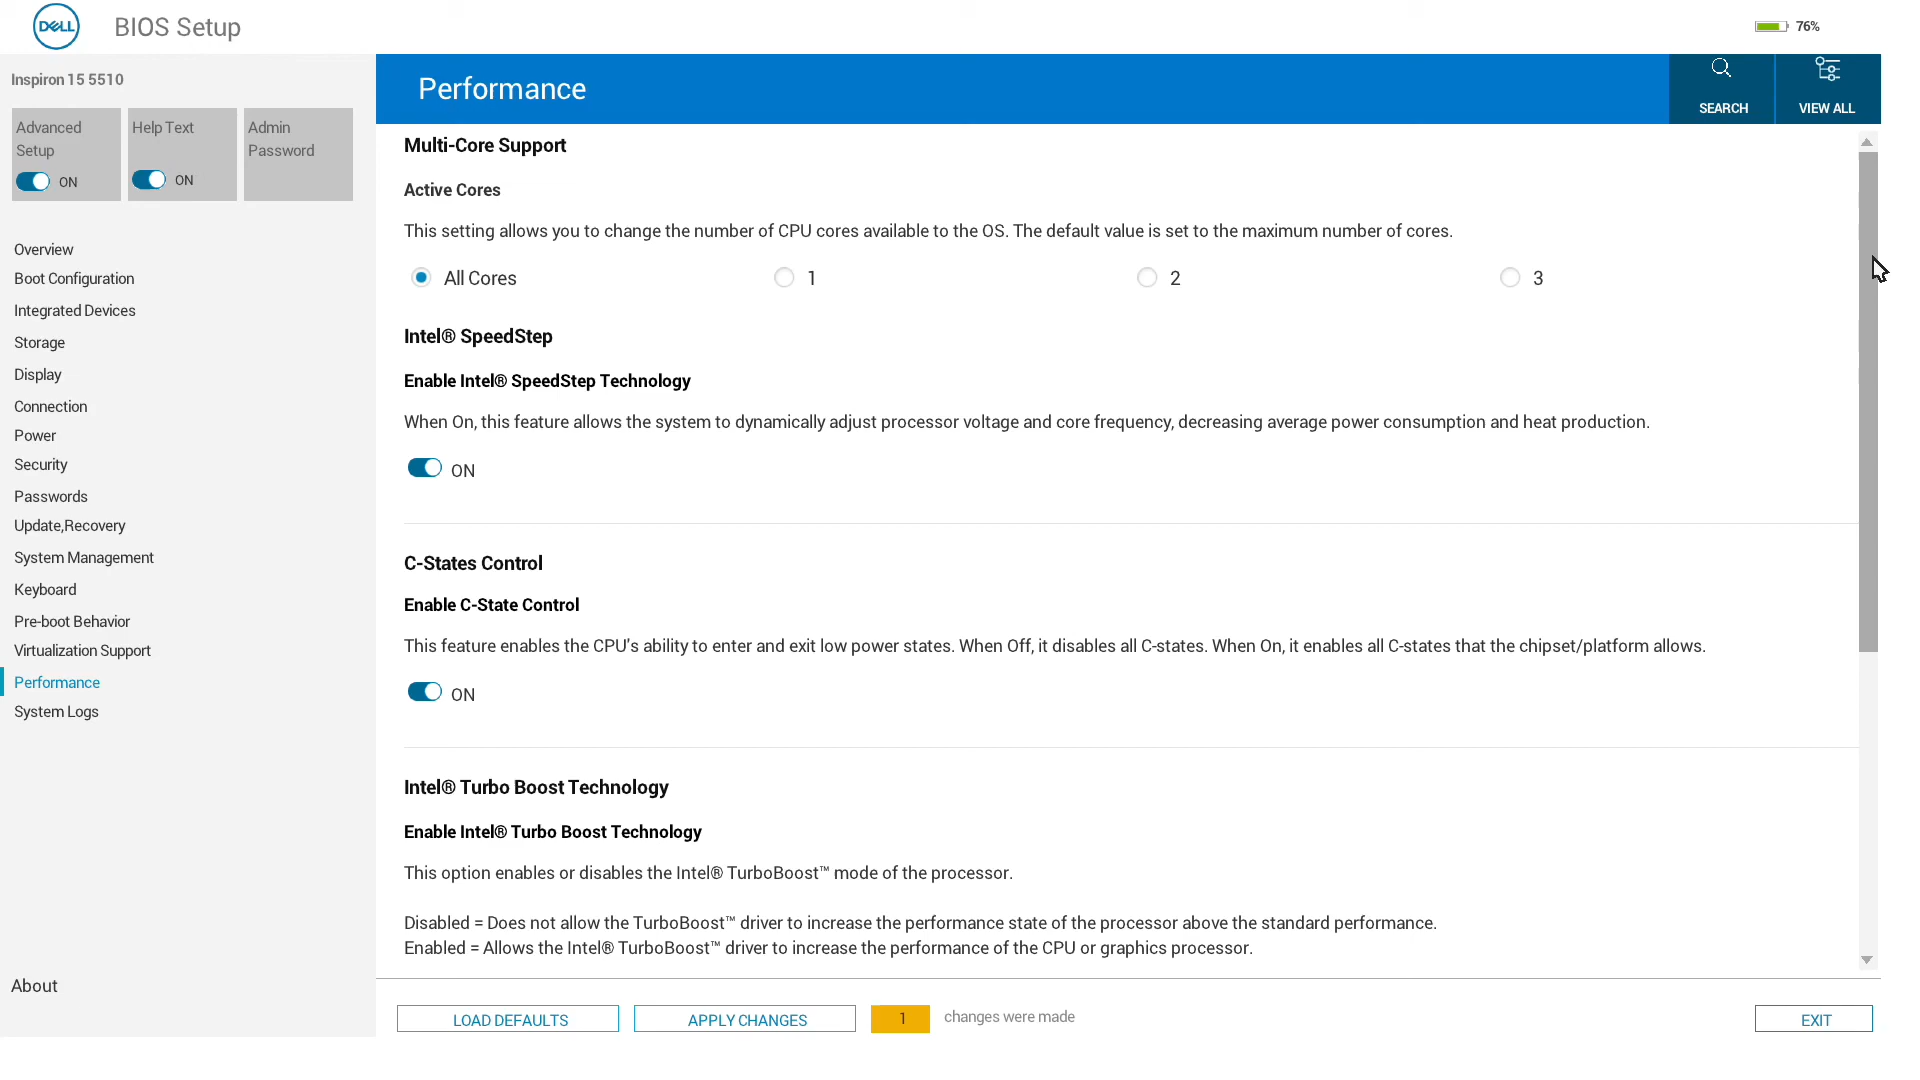 DELL
BIOS Setup
76%
Inspiron 15 5510
Advanced Setup
ON
Help Text
ON
Admin Password
Overview
Boot Configuration
Integrated Devices
Storage
Display
Connection
Power
Security
Passwords
Update,Recovery
System Management
Keyboard
Pre-boot Behavior
Virtualization Support
Performance
System Logs
About
Performance
SEARCH
VIEW ALL
Multi-Core Support
Active Cores
This setting allows you to change the number of CPU cores available to the OS. The default value is set to the maximum number of cores.
All Cores 1 2 3
Intel® SpeedStep
Enable Intel® SpeedStep Technology
When On, this feature allows the system to dynamically adjust processor voltage and core frequency, decreasing average power consumption and heat production.
ON
C-States Control
Enable C-State Control
This feature enables the CPU's ability to enter and exit low power states. When Off, it disables all C-states. When On, it enables all C-states that the chipset/platform allows.
ON
Intel® Turbo Boost Technology
Enable Intel® Turbo Boost Technology
This option enables or disables the Intel® TurboBoost™ mode of the processor.
Disabled = Does not allow the TurboBoost™ driver to increase the performance state of the processor above the standard performance.
Enabled = Allows the Intel® TurboBoost™ driver to increase the performance of the CPU or graphics processor.
LOAD DEFAULTS
APPLY CHANGES
1 changes were made
EXIT